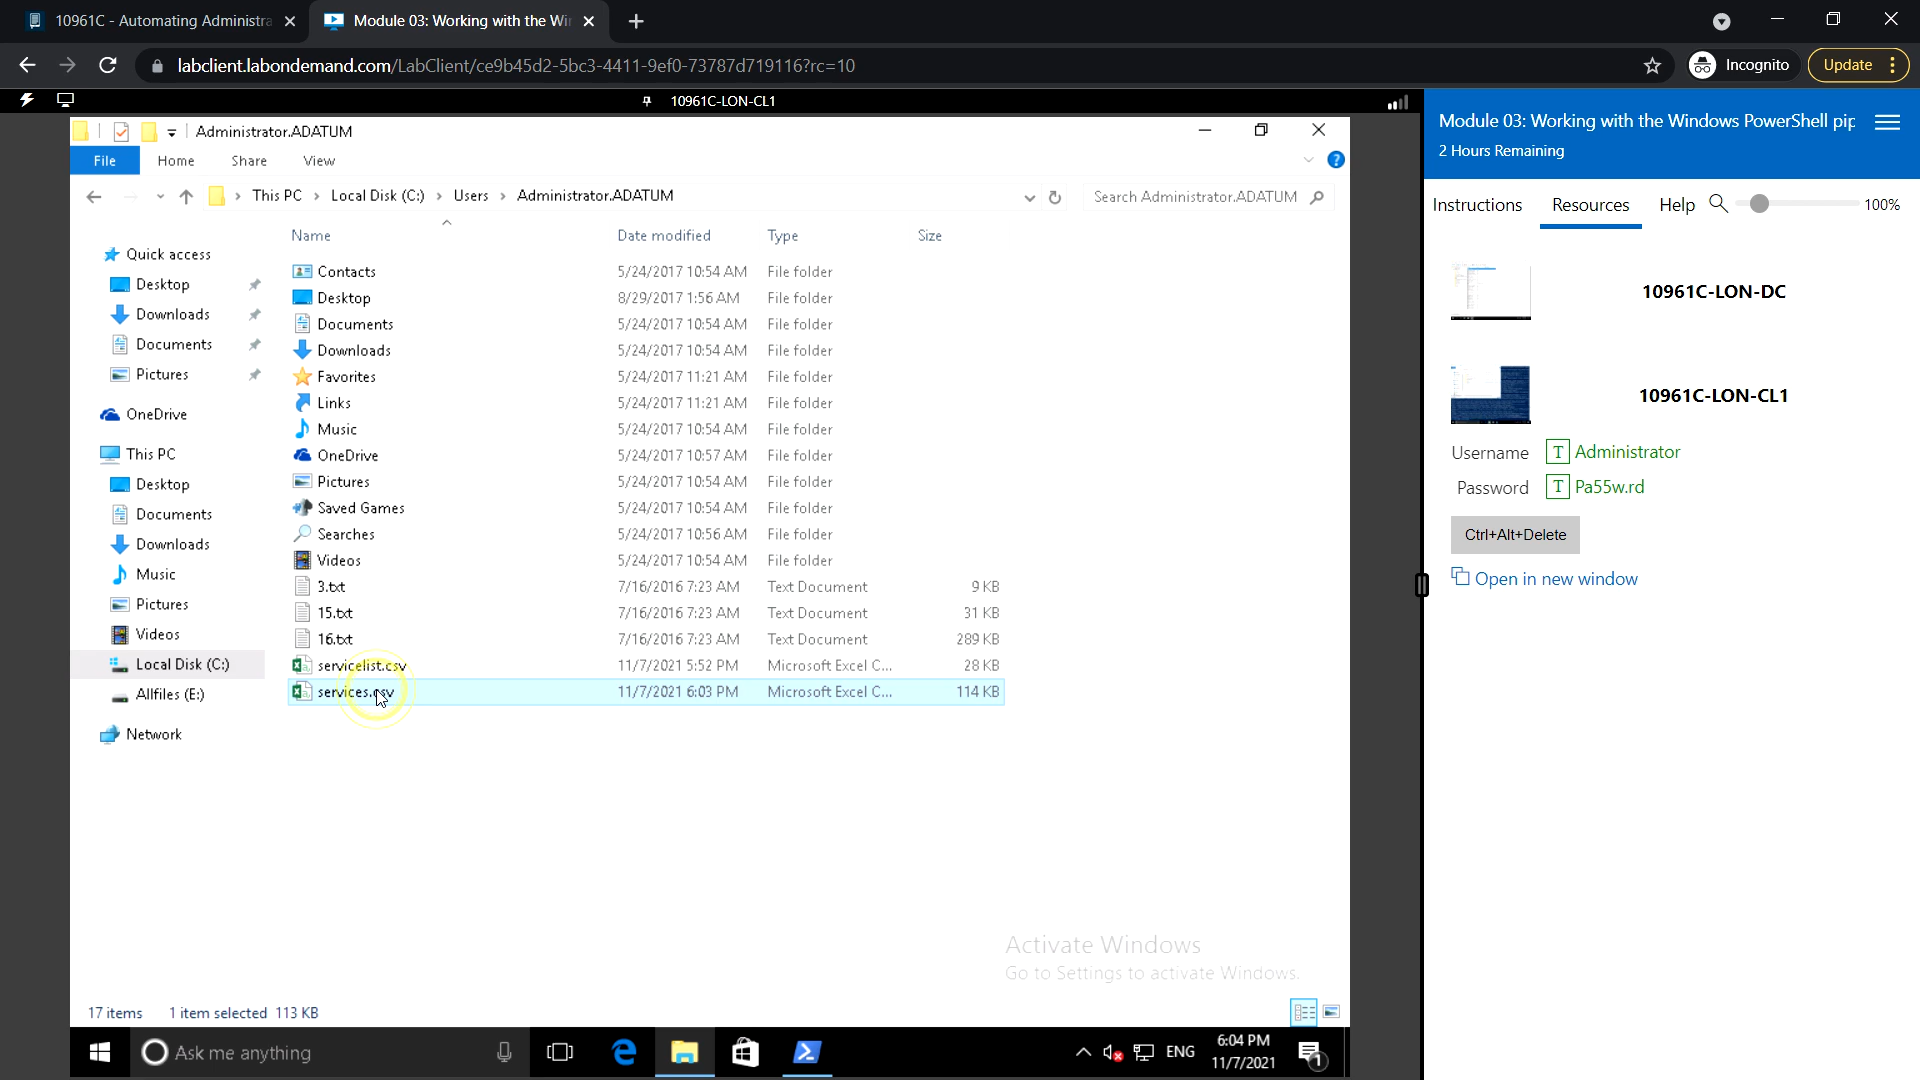 10961C - Automating Administra
Module 03: Working with the Wi
labclient.labondemand.com/LabClient/ce9b45d2-5bc3-4411-9ef0-73787d719116?rc=10
Incognito
Update
10961C-LON-CL1
Administrator.ADATUM
File Home Share View
This PC Local Disk (C:) Users Administrator.ADATUM
Search Administrator.ADATUM
Name Date modified Type Size
Quick access
Desktop
Downloads
Documents
Pictures
OneDrive
This PC
Desktop
Documents
Downloads
Music
Pictures
Videos
Local Disk (C:)
Allfiles (E:)
Network
Contacts 5/24/2017 10:54 AM File folder
Desktop 8/29/2017 1:56 AM File folder
Documents 5/24/2017 10:54 AM File folder
Downloads 5/24/2017 10:54 AM File folder
Favorites 5/24/2017 11:21 AM File folder
Links 5/24/2017 11:21 AM File folder
Music 5/24/2017 10:54 AM File folder
OneDrive 5/24/2017 10:57 AM File folder
Pictures 5/24/2017 10:54 AM File folder
Saved Games 5/24/2017 10:54 AM File folder
Searches 5/24/2017 10:56 AM File folder
Videos 5/24/2017 10:54 AM File folder
3.txt 7/16/2016 7:23 AM Text Document 9 KB
15.txt 7/16/2016 7:23 AM Text Document 31 KB
16.txt 7/16/2016 7:23 AM Text Document 289 KB
servicelist.csv 11/7/2021 5:52 PM Microsoft Excel C... 28 KB
services.csv 11/7/2021 6:03 PM Microsoft Excel C... 114 KB
Activate Windows
Go to Settings to activate Windows.
17 items 1 item selected 113 KB
Ask me anything
ENG
6:04 PM
11/7/2021
1
Module 03: Working with the Windows PowerShell pip
2 Hours Remaining
Instructions Resources Help 100%
10961C-LON-DC
10961C-LON-CL1
Username T Administrator
Password T Pa55w.rd
Ctrl+Alt+Delete
Open in new window